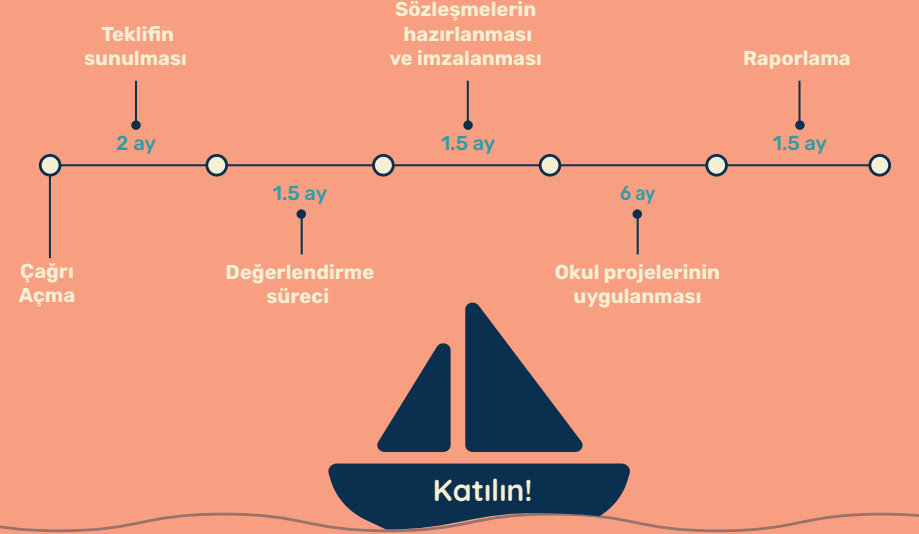 Teklifin
sunulması
Sözleşmelerin
hazırlanması
ve imzalanması
Raporlama
2 ay
1.5 ay
1.5 ay
1.5 ay
6 ay
Çağrı
Açma
Değerlendirme
süreci
Okul projelerinin
uygulanması
Katılın!